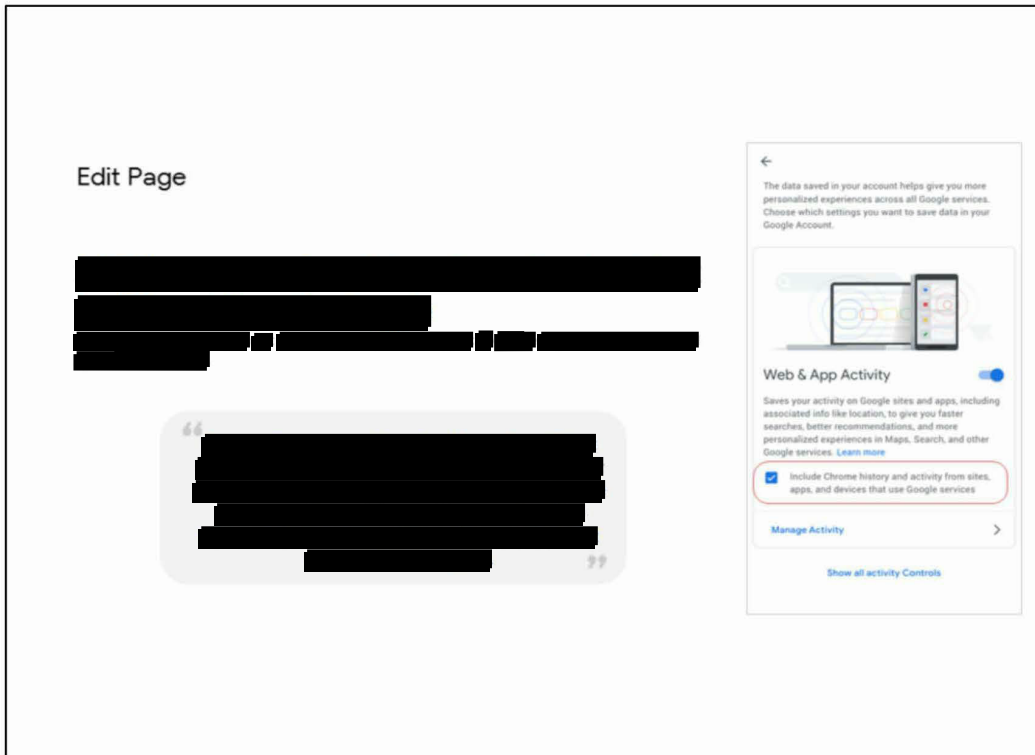 Edit Page
“
”
←
The data saved in your account helps give you more
personalized experiences across all Google services.
Choose which settings you want to save data in your
Google Account.
Web & App Activity
Saves your activity on Google sites and apps, including
associated info like location, to give you faster
searches, better recommendations, and more
personalized experiences in Maps, Search, and other
Google services. Learn more
Include Chrome history and activity from sites,
apps, and devices that use Google services
Manage Activity
Show all activity Controls